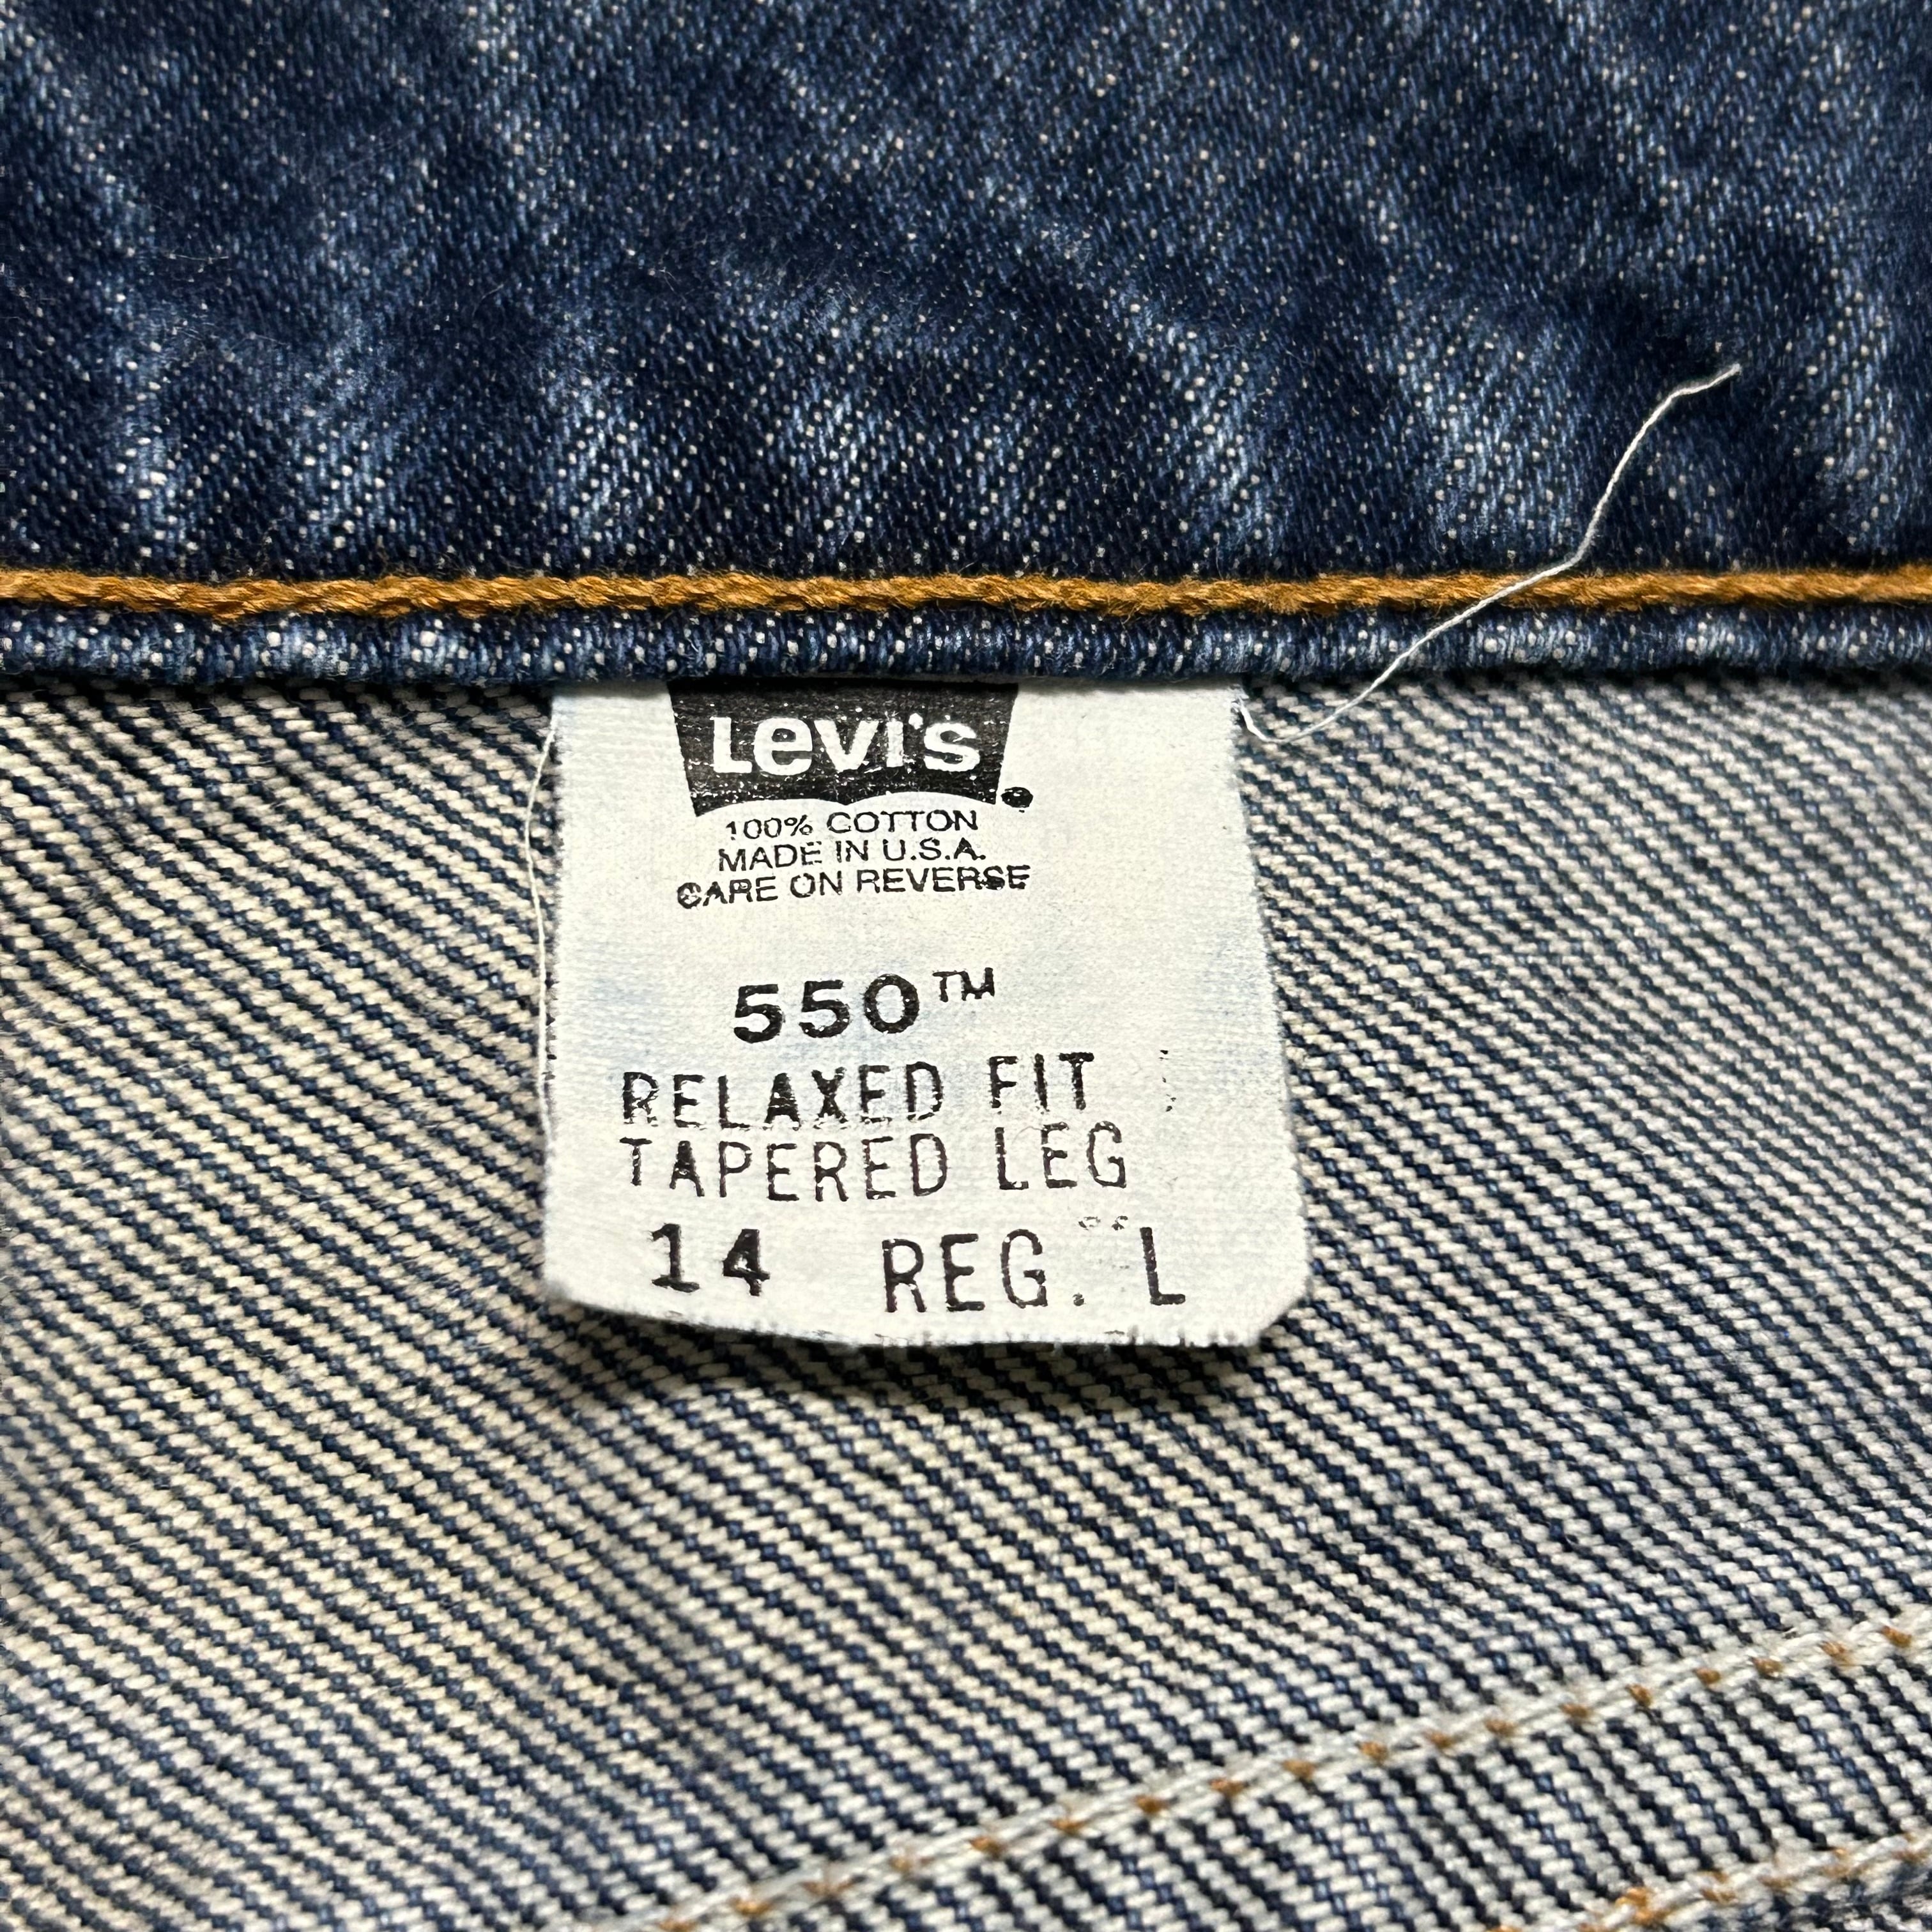 Levi's
100% COTTON
MADE IN U.S.A.
CARE ON REVERSE
550™
RELAXED FIT
TAPERED LEG
14 REG. L